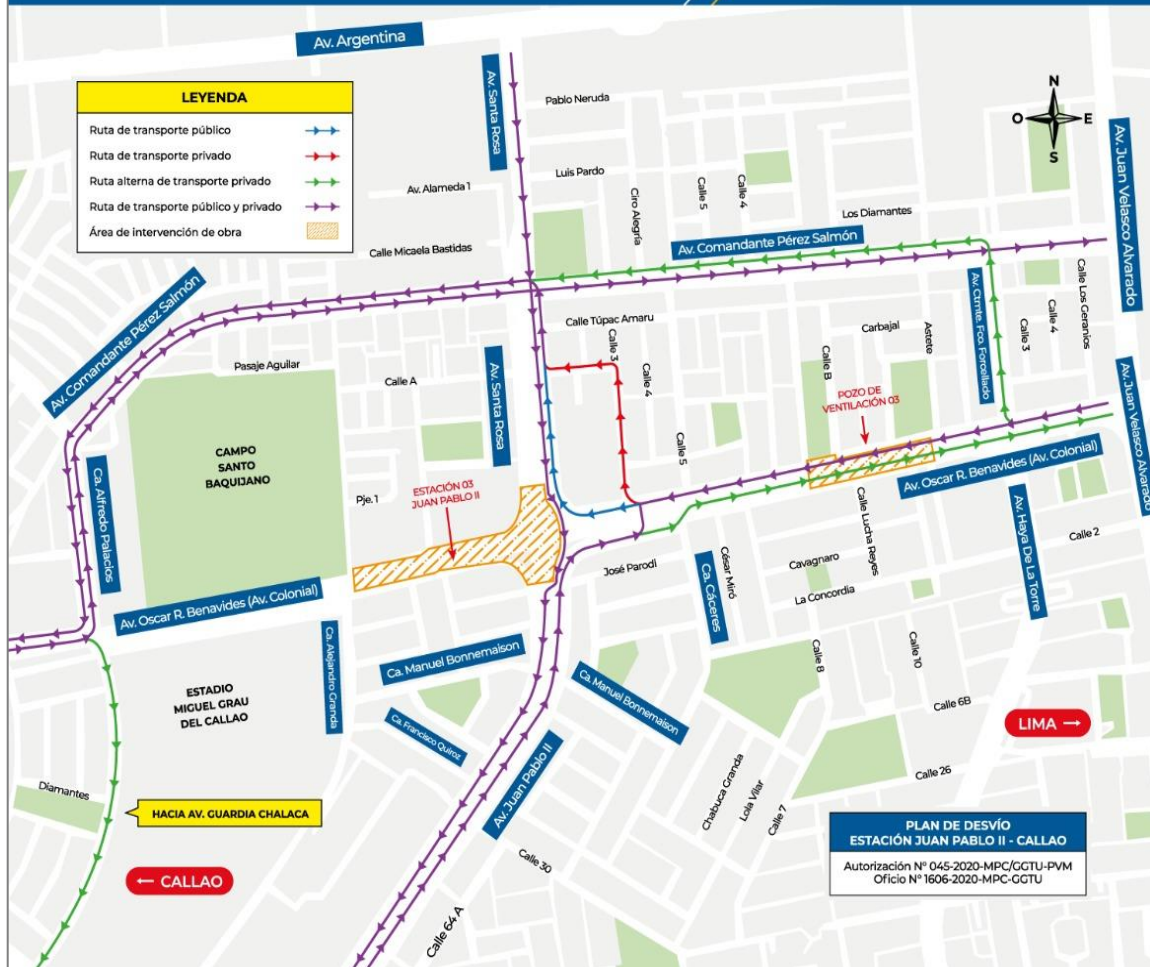 Av. Argentina
LEYENDA
Ruta de transporte público
Ruta de transporte privado
Ruta alterna de transporte privado
Ruta de transporte público y privado
Área de intervención de obra
Av. Santa Rosa
Pablo Neruda
Luis Pardo
Av. Alameda 1
Calle Micaela Bastidas
Ciro Alegría
Calle 5
Calle 4
Los Diamantes
N
O
E
S
Av. Juan Velasco Alvarado
Av. Comandante Pérez Salmón
Av. Comandante Pérez Salmón
Calle Túpac Amaru
Calle 3
Calle 4
Calle 5
Carbajal
Astete
Calle B
Av. Ctrmte. Fco. Forcellado
Calle 3
Calle 4
Calle Los Geranios
Pasaje Aguilar
Calle A
Av. Santa Rosa
POZO DE
VENTILACIÓN 03
Av. Juan Velasco Alvarado
CAMPO
SANTO
BAQUIJANO
Pje. 1
ESTACIÓN 03
JUAN PABLO II
Ca. Alfredo Palacios
Av. Oscar R. Benavides (Av. Colonial)
Calle Lucha Reyes
Av. Haya De La Torre
Calle 2
José Parodi
Ca. Cáceres
César Miró
Cavagnaro
La Concordia
Av. Oscar R. Benavides (Av. Colonial)
Ca. Alejandro Granda
Ca. Manuel Bonnemaison
Ca. Manuel Bonnemaison
Ca. Francisco Quiroz
Calle 8
Calle 10
Calle 6B
Calle 26
ESTADIO
MIGUEL GRAU
DEL CALLAO
LIMA →
Diamantes
HACIA AV. GUARDIA CHALACA
Av. Juan Pablo II
Chabuca Granda
Lola Vilar
Calle 7
Calle 30
Calle 64 A
← CALLAO
PLAN DE DESVÍO
ESTACIÓN JUAN PABLO II - CALLAO
Autorización Nº 045-2020-MPC/GGTU-PVM
Oficio Nº 1606-2020-MPC-GGTU